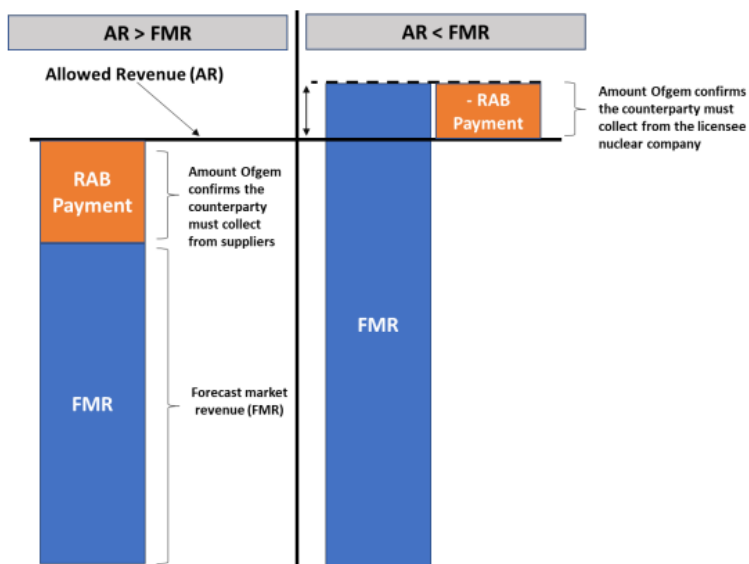 AR > FMR
AR < FMR
Allowed Revenue (AR)
RAB
Payment
Amount Ofgem
confirms the
counterparty
must collect
from suppliers
FMR
Forecast market
revenue (FMR)
- RAB
Payment
Amount Ofgem confirms
the counterparty must
collect from the licensee
nuclear company
FMR